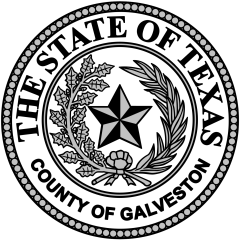 THE STATE OF TEXAS
COUNTY OF GALVESTON